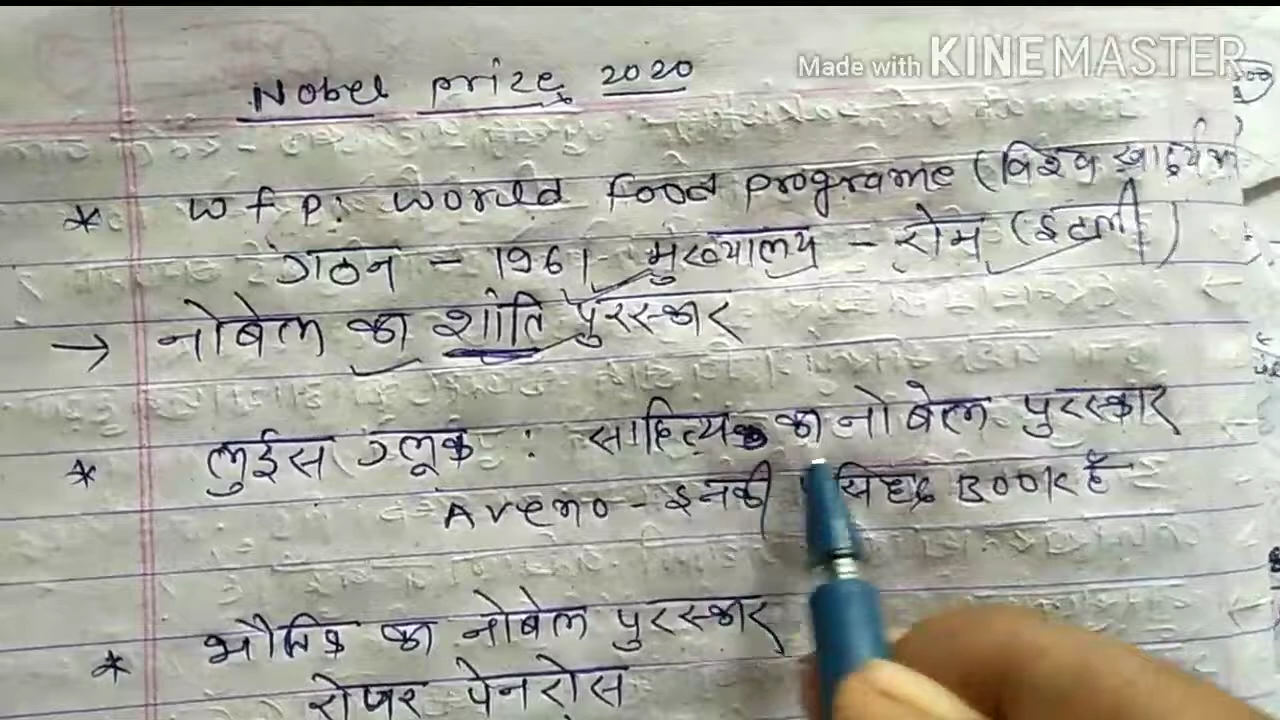 Made with KINEMASTER
Nobel prize 2020
* wfp: world food programe (विश्व खाद्य
गठन - 1961, मुख्यालय - रोम (इटली)
→ नोबेल का शांति पुरस्कार
* लुईस ग्लूक : साहित्य का नोबेल पुरस्कार
Averno - इनकी प्रसिद्ध Book है
* भौतिक का नोबेल पुरस्कार
रोजर पेनरोस